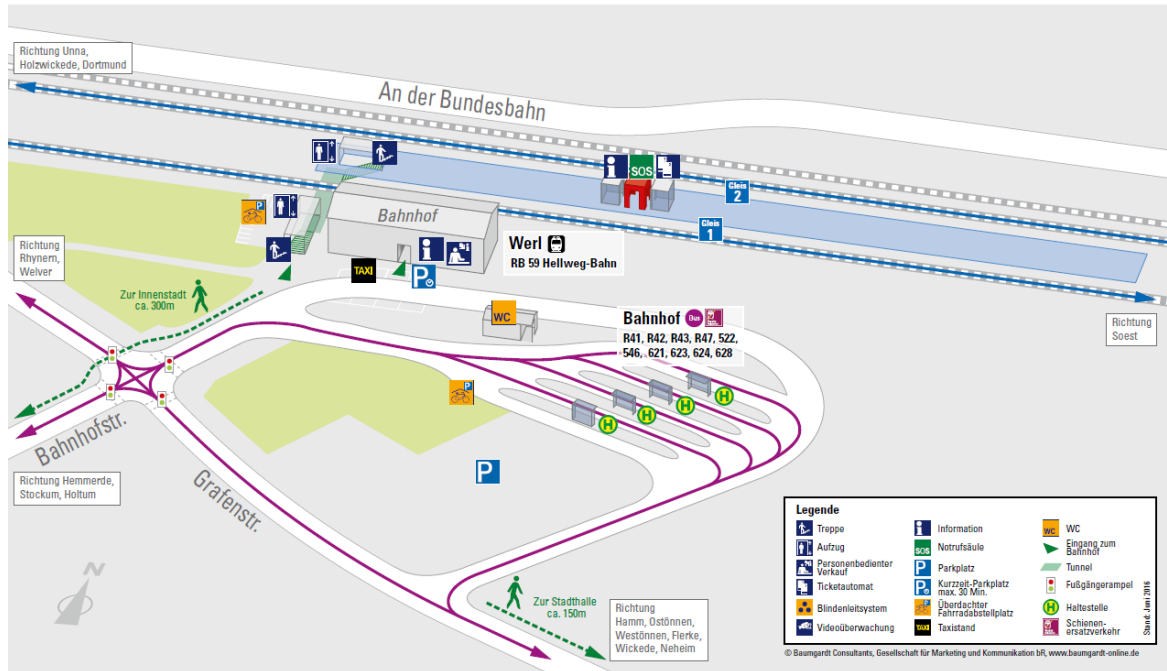 Richtung Unna,
Holzwickede, Dortmund
An der Bundesbahn
SOS
Gleis
2
Gleis
1
P
Bahnhof
Werl
RB 59 Hellweg-Bahn
Richtung
Rhynern,
Welver
TAXI
P
Zur Innenstadt
ca. 300m
WC
Bahnhof Bus
R41, R42, R43, R47, 522,
546, 621, 623, 624, 628
Richtung
Soest
P
H
H
H
H
Bahnhofstr.
Grafenstr.
P
Richtung Hemmerde,
Stockum, Holtum
N
Zur Stadthalle
ca. 150m
Richtung
Hamm, Ostönnen,
Westönnen, Flerke,
Wickede, Neheim
Legende
Treppe
Aufzug
Personenbedienter
Verkauf
Ticketautomat
Blindenleitsystem
Videoüberwachung
Information
SOS Notrufsäule
P Parkplatz
P Kurzzeit-Parkplatz
max. 30 Min.
P Überdachter
Fahrradabstellplatz
TAXI Taxistand
WC WC
Eingang zum
Bahnhof
Tunnel
Fußgängerampel
H Haltestelle
Schienen-
ersatzverkehr
Stand: Juni 2016
© Baumgardt Consultants, Gesellschaft für Marketing und Kommunikation bR, www.baumgardt-online.de